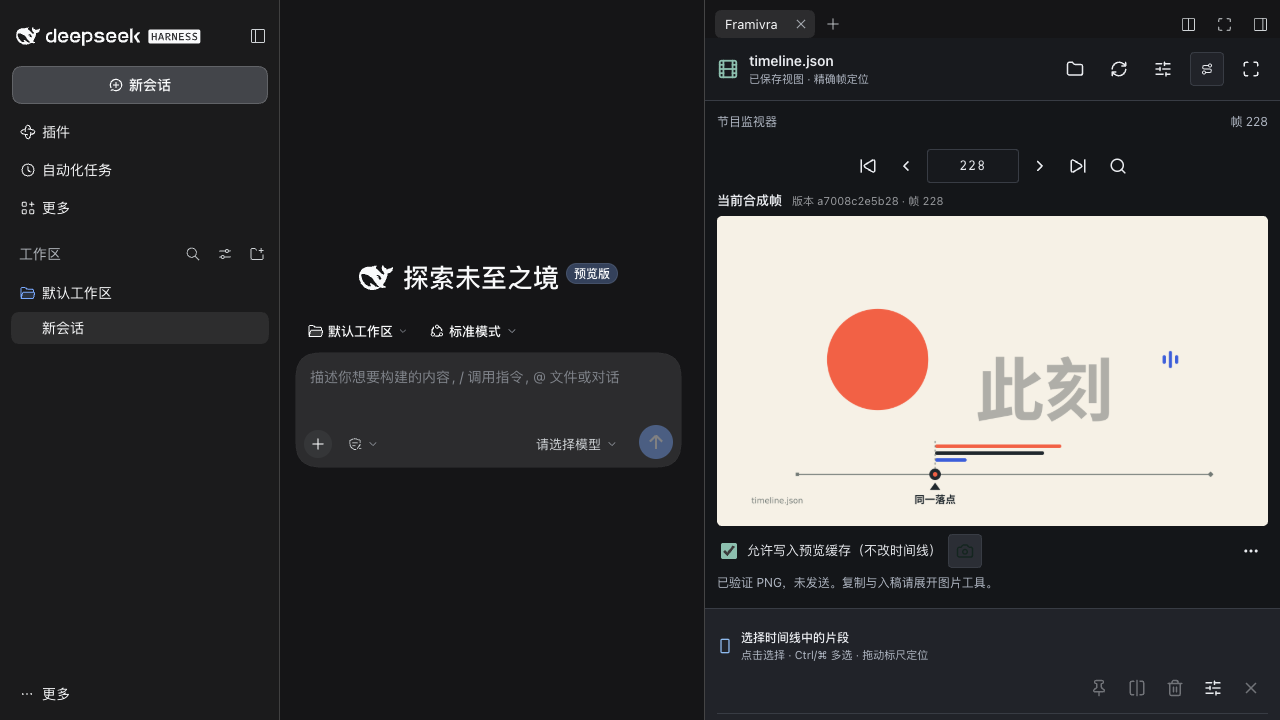 deepseek HARNESS
新会话
插件
自动化任务
更多
工作区
默认工作区
新会话
更多
探索未至之境 预览版
默认工作区 标准模式
描述你想要构建的内容, / 调用指令, @ 文件或对话
请选择模型
Framivra
timeline.json
已保存视图 · 精确帧定位
节目监视器 帧 228
228
当前合成帧 版本 a7008c2e5b28 · 帧 228
此刻
timeline.json
同一落点
允许写入预览缓存（不改时间线）
已验证 PNG，未发送。复制与入稿请展开图片工具。
选择时间线中的片段
点击选择 · Ctrl/⌘ 多选 · 拖动标尺定位